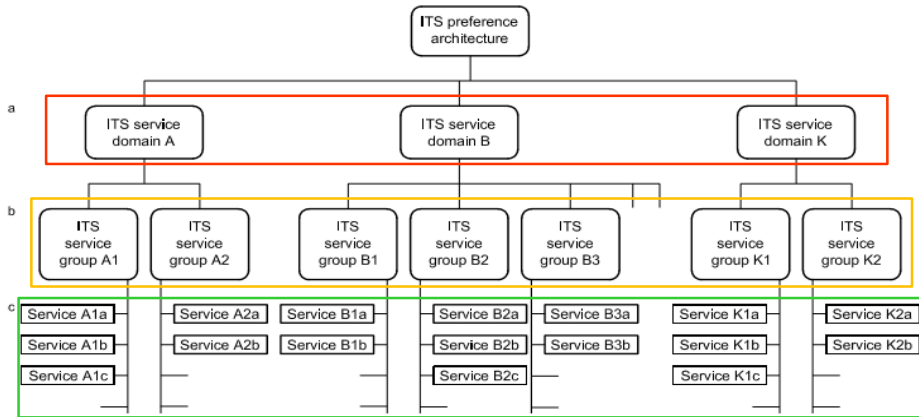 ITS preference
architecture
a
ITS service
domain A
ITS service
domain B
ITS service
domain K
b
ITS
service
group A1
ITS
service
group A2
ITS
service
group B1
ITS
service
group B2
ITS
service
group B3
ITS
service
group K1
ITS
service
group K2
c
Service A1a
Service A1b
Service A1c
Service A2a
Service A2b
Service B1a
Service B1b
Service B2a
Service B2b
Service B2c
Service B3a
Service B3b
Service K1a
Service K1b
Service K1c
Service K2a
Service K2b